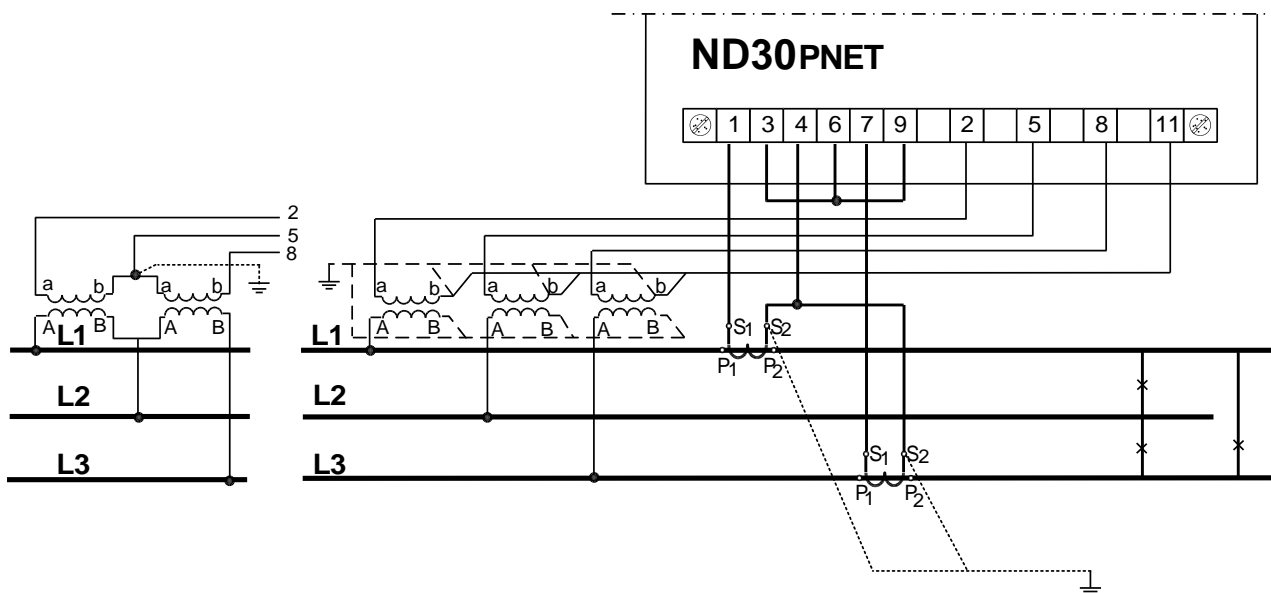 ND30PNET
1 3 4 6 7 9 2 5 8 11
2
5
8
a b a b
A B A B
L1
L2
L3
a b a b a b
A B A B A B
L1
L2
L3
S1 S2
P1 P2
S1 S2
P1 P2